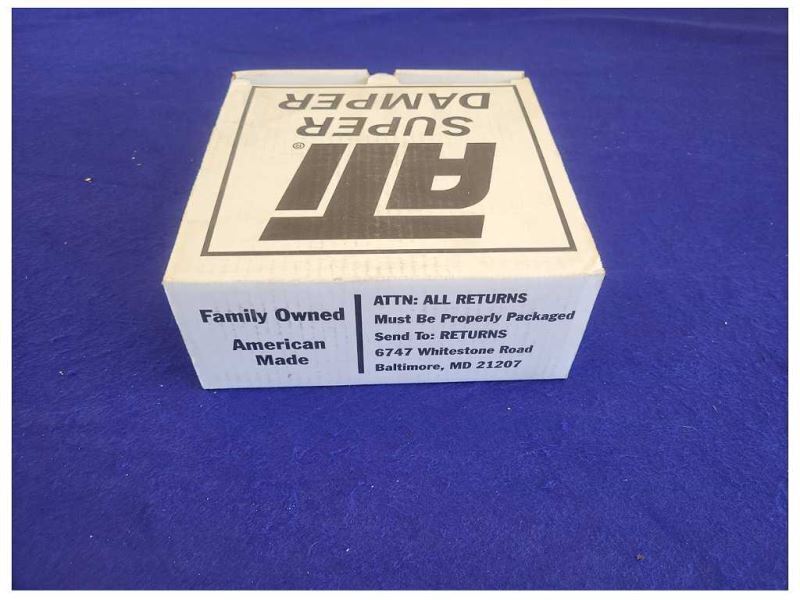 ATI®
SUPER
DAMPER
Family Owned
American
Made
ATTN: ALL RETURNS
Must Be Properly Packaged
Send To: RETURNS
6747 Whitestone Road
Baltimore, MD 21207